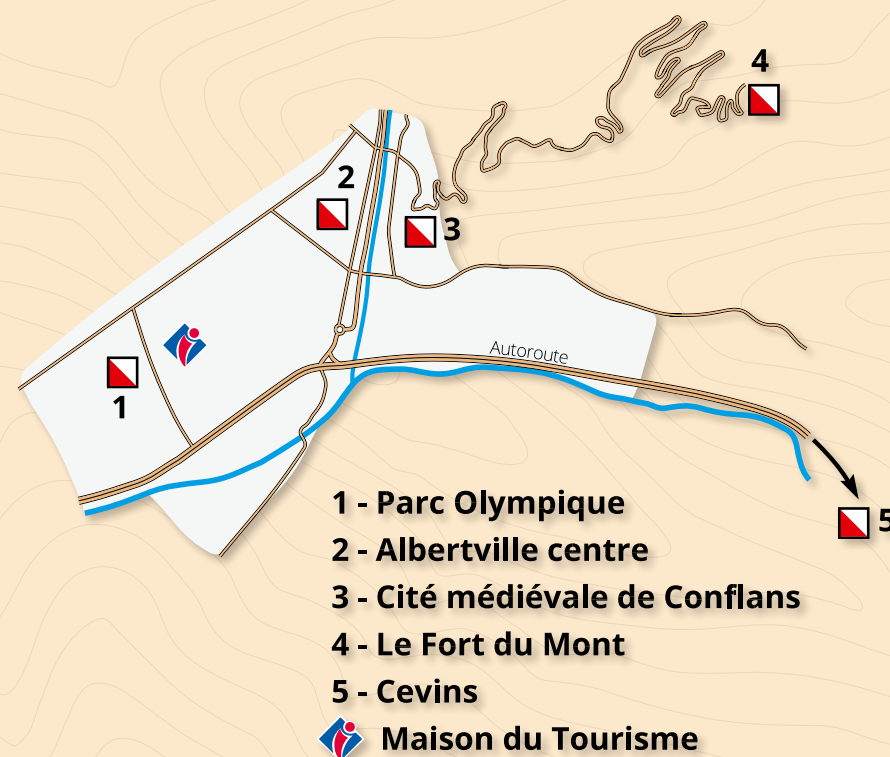 4
2
3
Autoroute
1
5
1 - Parc Olympique
2 - Albertville centre
3 - Cité médiévale de Conflans
4 - Le Fort du Mont
5 - Cevins
Maison du Tourisme